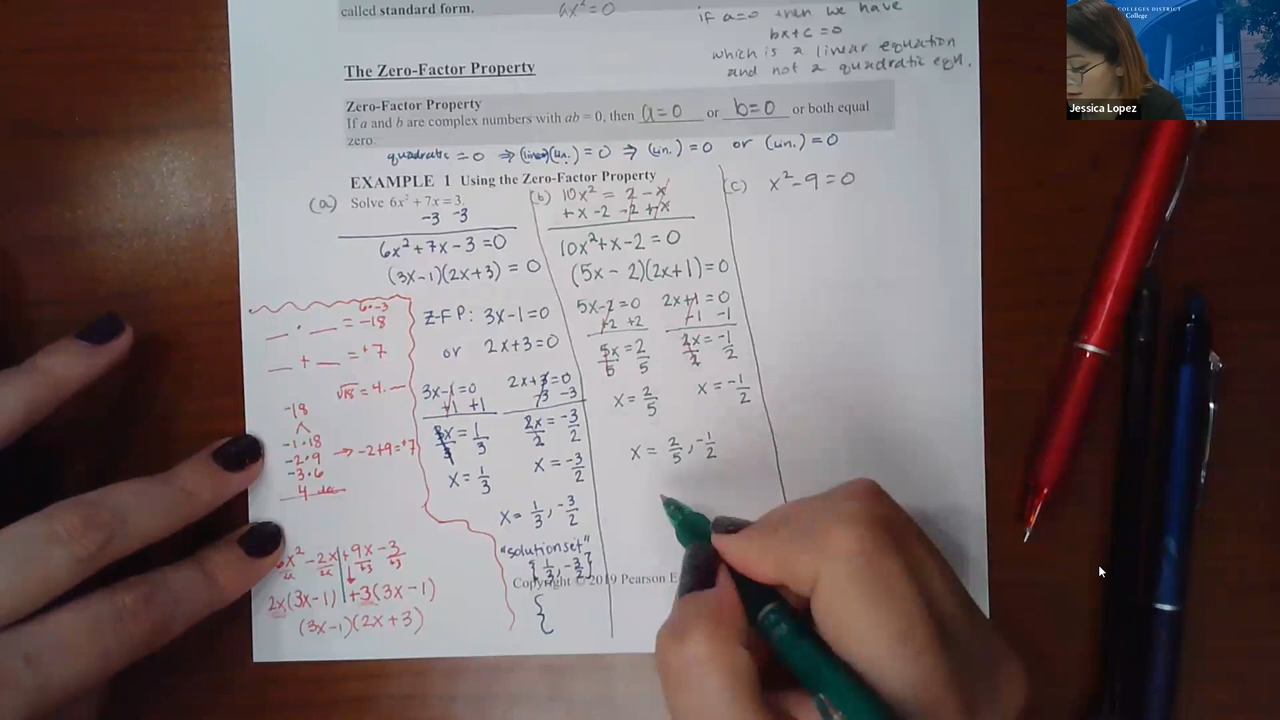 called standard form.
6x² = 0
if a=0 then we have
bx+c=0
which is a linear equation
and not a quadratic eqn.
COLLEGES DISTRICT
College
Jessica Lopez
The Zero-Factor Property
Zero-Factor Property
If a and b are complex numbers with ab = 0, then a=0 or b=0 or both equal
zero.
quadratic = 0 ⇒ (linear)(lin.) = 0 ⇒ (lin.) = 0 or (lin.) = 0
EXAMPLE 1 Using the Zero-Factor Property
(a) Solve 6x² + 7x = 3.
-3 -3
6x² + 7x - 3 = 0
(3x-1)(2x+3) = 0
Z-F P: 3x-1=0
or 2x+3=0
3x-1=0 2x+3=0
+1 +1 -3 -3
3x/3 = 1/3 2x/2 = -3/2
x = 1/3 x = -3/2
x = 1/3, -3/2
"solution set"
{1/3, -3/2}
{
6·-3
__ · __ = -18
__ + __ = +7
√18 = 4.—
-18
-1·18
-2·9 → -2+9=+7
-3·6
4
6x² - 2x + 9x - 3
2x(3x-1) +3(3x-1)
(3x-1)(2x+3)
(b) 10x² = 2 - x
+x -2 -2 +x
10x² + x - 2 = 0
(5x - 2)(2x+1) = 0
5x-2=0 2x+1=0
+2 +2 -1 -1
5x/5 = 2/5 2x/2 = -1/2
x = 2/5 x = -1/2
x = 2/5, -1/2
(c) x² - 9 = 0
Copyright © 2019 Pearson E